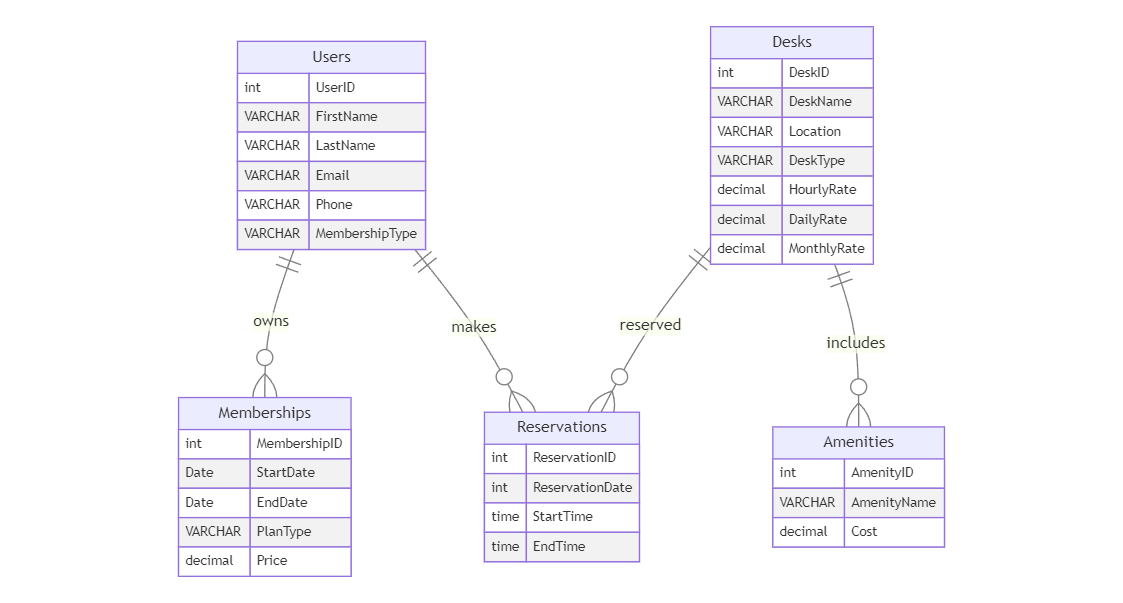 Users
int UserID
VARCHAR FirstName
VARCHAR LastName
VARCHAR Email
VARCHAR Phone
VARCHAR MembershipType
Desks
int DeskID
VARCHAR DeskName
VARCHAR Location
VARCHAR DeskType
decimal HourlyRate
decimal DailyRate
decimal MonthlyRate
owns
makes
reserved
includes
Memberships
int MembershipID
Date StartDate
Date EndDate
VARCHAR PlanType
decimal Price
Reservations
int ReservationID
int ReservationDate
time StartTime
time EndTime
Amenities
int AmenityID
VARCHAR AmenityName
decimal Cost